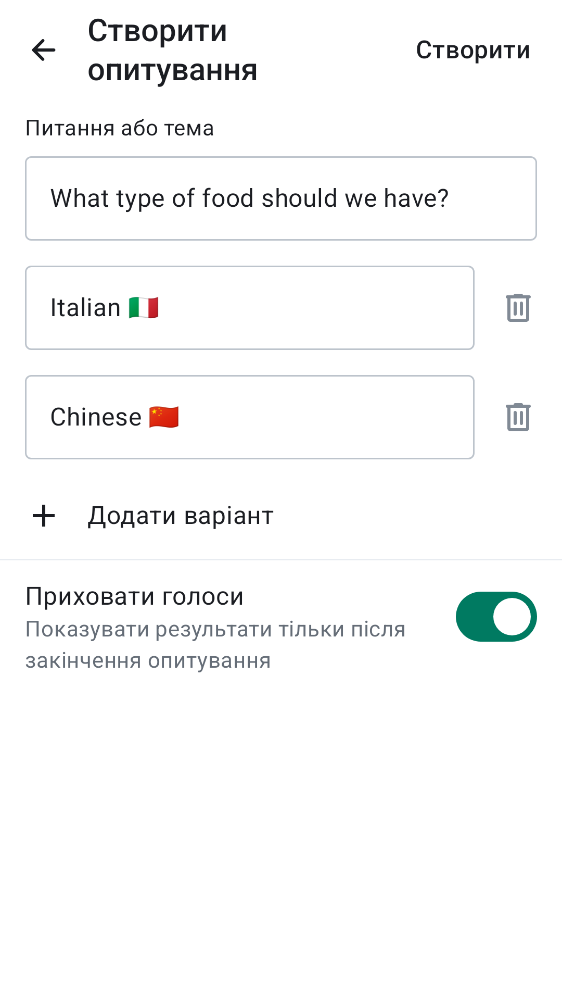 Створити
опитування
Створити
Питання або тема
What type of food should we have?
Italian 🇮🇹
Chinese 🇨🇳
Додати варіант
Приховати голоси
Показувати результати тільки після
закінчення опитування